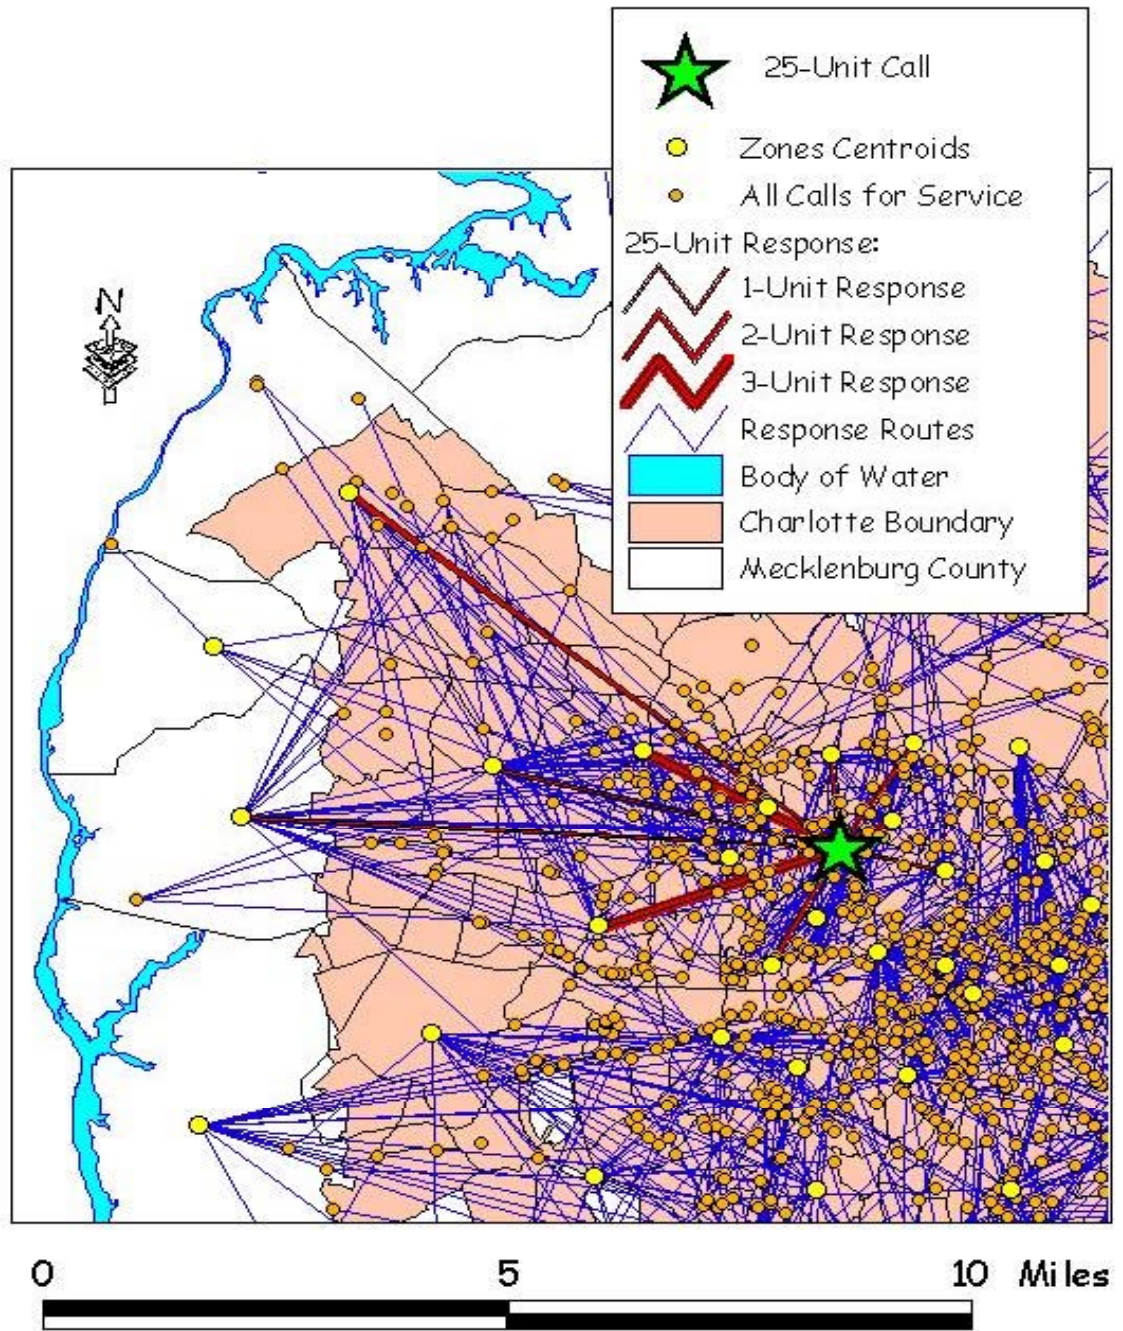 25-Unit Call
Zones Centroids
All Calls for Service
25-Unit Response:
1-Unit Response
2-Unit Response
3-Unit Response
Response Routes
Body of Water
Charlotte Boundary
Mecklenburg County
N
0 5 10 Miles